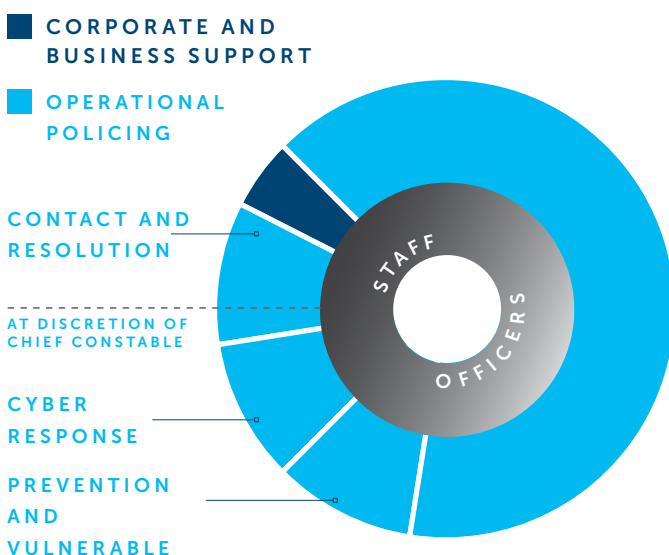 CORPORATE AND
BUSINESS SUPPORT
OPERATIONAL
POLICING
CONTACT AND
RESOLUTION
STAFF
AT DISCRETION OF
CHIEF CONSTABLE
OFFICERS
CYBER
RESPONSE
PREVENTION
AND
VULNERABLE